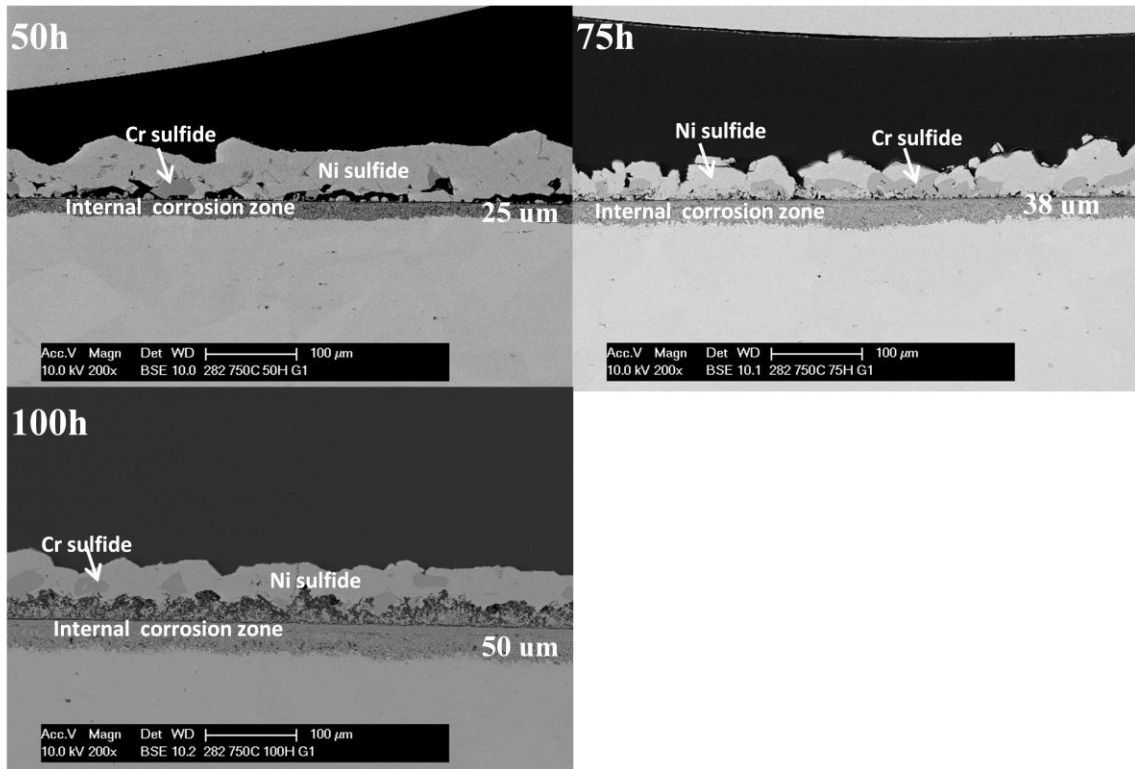 50h
Cr sulfide
Ni sulfide
Internal corrosion zone
25 um
Acc.V Magn Det WD 100 µm
10.0 kV 200x BSE 10.0 282 750C 50H G1
75h
Ni sulfide
Cr sulfide
Internal corrosion zone
38 um
Acc.V Magn Det WD 100 µm
10.0 kV 200x BSE 10.1 282 750C 75H G1
100h
Cr sulfide
Ni sulfide
Internal corrosion zone
50 um
Acc.V Magn Det WD 100 µm
10.0 kV 200x BSE 10.2 282 750C 100H G1